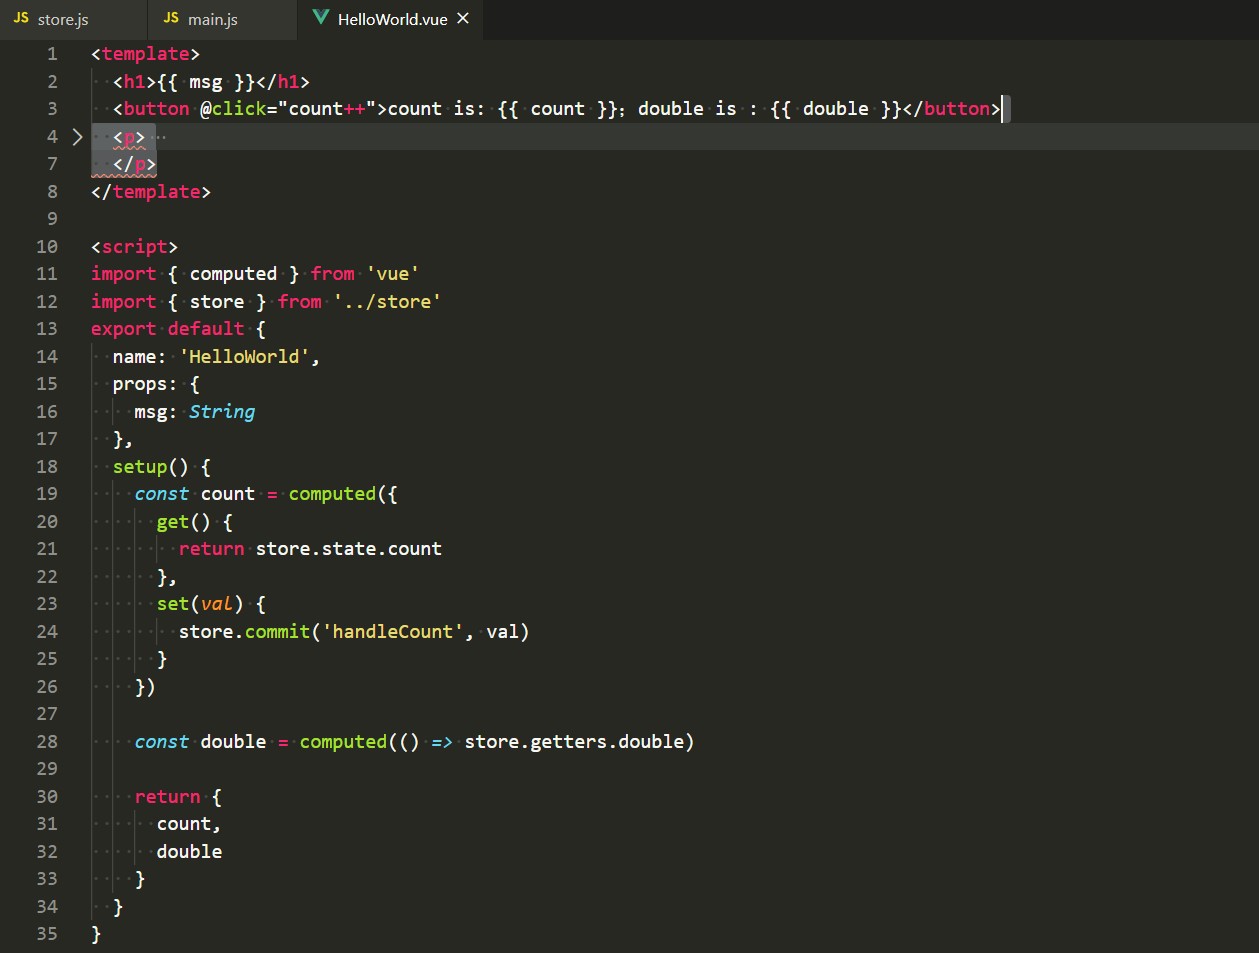 JS store.js JS main.js HelloWorld.vue ×
1 <template>
2   <h1>{{ msg }}</h1>
3   <button @click="count++">count is: {{ count }}; double is : {{ double }}</button>
4   <p>
7   </p>
8 </template>
9
10 <script>
11 import { computed } from 'vue'
12 import { store } from '../store'
13 export default {
14   name: 'HelloWorld',
15   props: {
16     msg: String
17   },
18   setup() {
19     const count = computed({
20       get() {
21         return store.state.count
22       },
23       set(val) {
24         store.commit('handleCount', val)
25       }
26     })
27
28     const double = computed(() => store.getters.double)
29
30     return {
31       count,
32       double
33     }
34   }
35 }